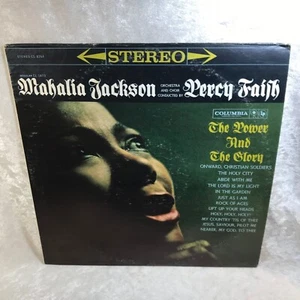 STEREO
Mahalia Jackson
ORCHESTRA
AND CHOIR
CONDUCTED BY
Percy Faith
COLUMBIA
The Power
And
The Glory
ONWARD, CHRISTIAN SOLDIERS
THE HOLY CITY
ABIDE WITH ME
THE LORD IS MY LIGHT
IN THE GARDEN
JUST AS I AM
ROCK OF AGES
LIFT UP YOUR HEADS
HOLY, HOLY, HOLY
MY COUNTRY 'TIS OF THEE
JESUS, SAVIOUR, PILOT ME
NEARER, MY GOD, TO THEE